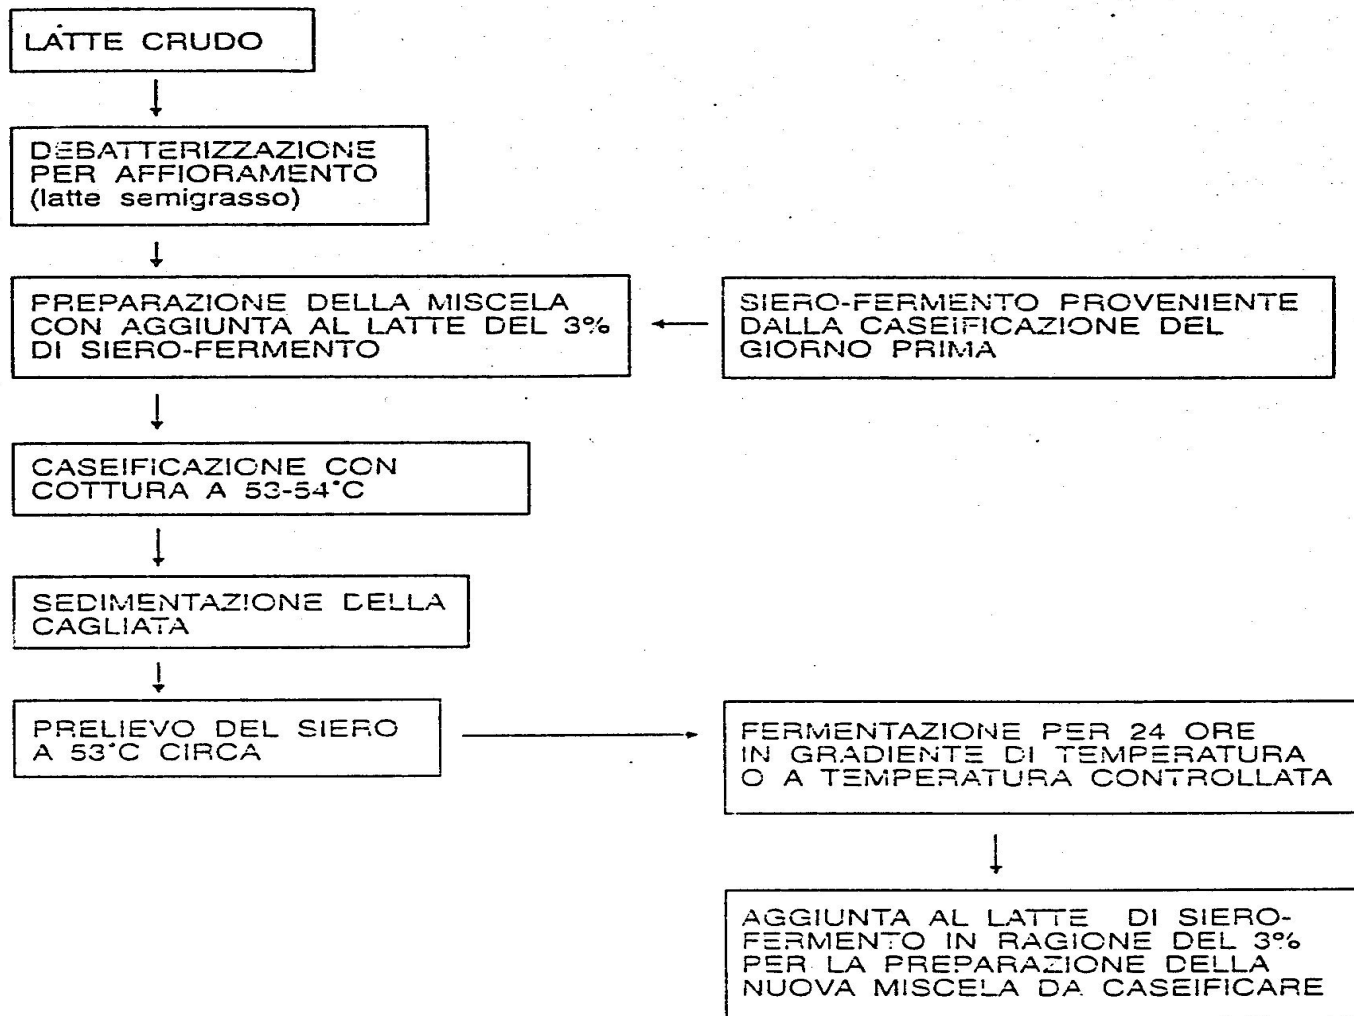 LATTE CRUDO
DEBATTERIZZAZIONE
PER AFFIORAMENTO
(latte semigrasso)
PREPARAZIONE DELLA MISCELA
CON AGGIUNTA AL LATTE DEL 3%
DI SIERO-FERMENTO
SIERO-FERMENTO PROVENIENTE
DALLA CASEIFICAZIONE DEL
GIORNO PRIMA
CASEIFICAZIONE CON
COTTURA A 53-54°C
SEDIMENTAZIONE DELLA
CAGLIATA
PRELIEVO DEL SIERO
A 53°C CIRCA
FERMENTAZIONE PER 24 ORE
IN GRADIENTE DI TEMPERATURA
O A TEMPERATURA CONTROLLATA
AGGIUNTA AL LATTE DI SIERO-
FERMENTO IN RAGIONE DEL 3%
PER LA PREPARAZIONE DELLA
NUOVA MISCELA DA CASEIFICARE